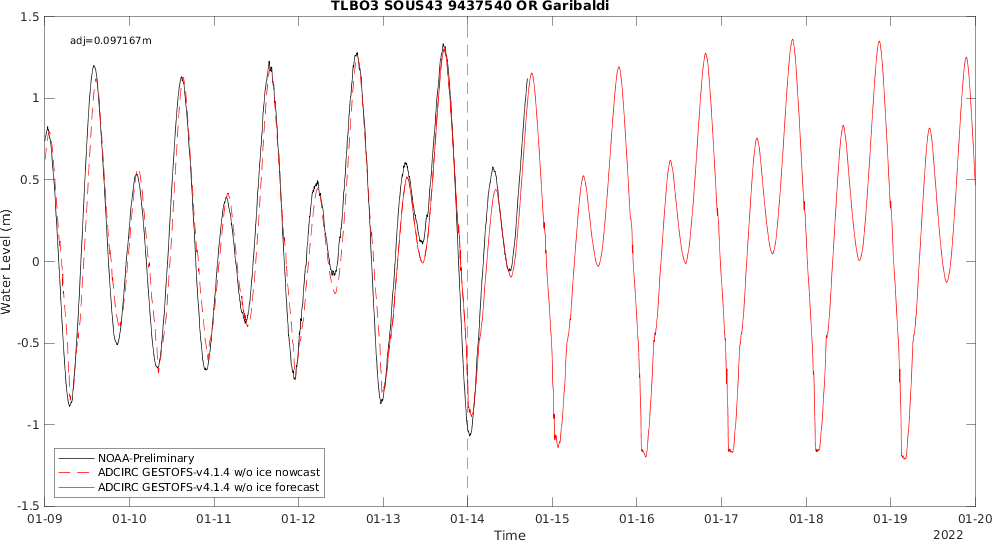 TLBO3 SOUS43 9437540 OR Garibaldi
1.5
adj=0.097167m
1
0.5
0
-0.5
-1
-1.5
Water Level (m)
NOAA-Preliminary
ADCIRC GESTOFS-v4.1.4 w/o ice nowcast
ADCIRC GESTOFS-v4.1.4 w/o ice forecast
01-09 01-10 01-11 01-12 01-13 01-14 01-15 01-16 01-17 01-18 01-19 01-20
Time
2022